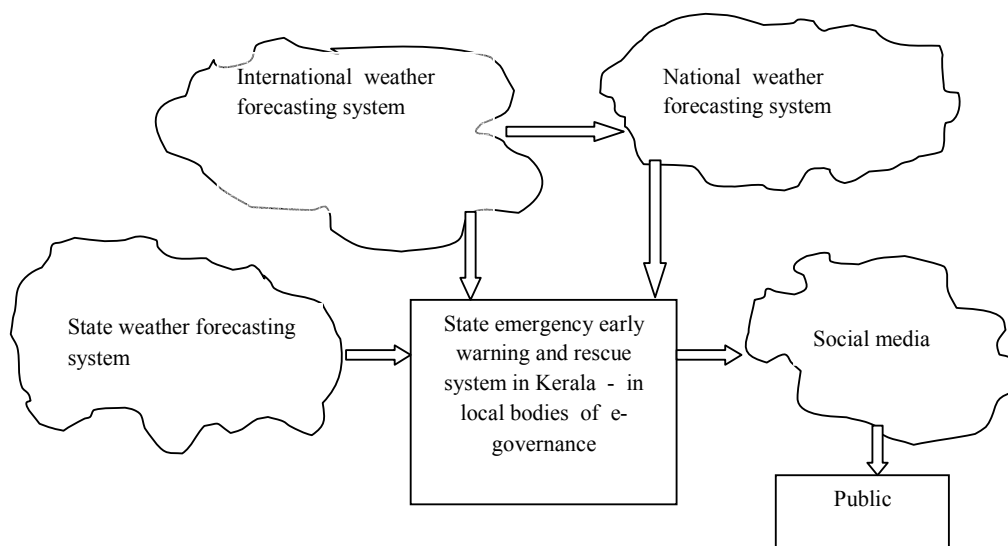 International weather
forecasting system
National weather
forecasting system
State weather forecasting
system
State emergency early
warning and rescue
system in Kerala - in
local bodies of e-
governance
Social media
Public